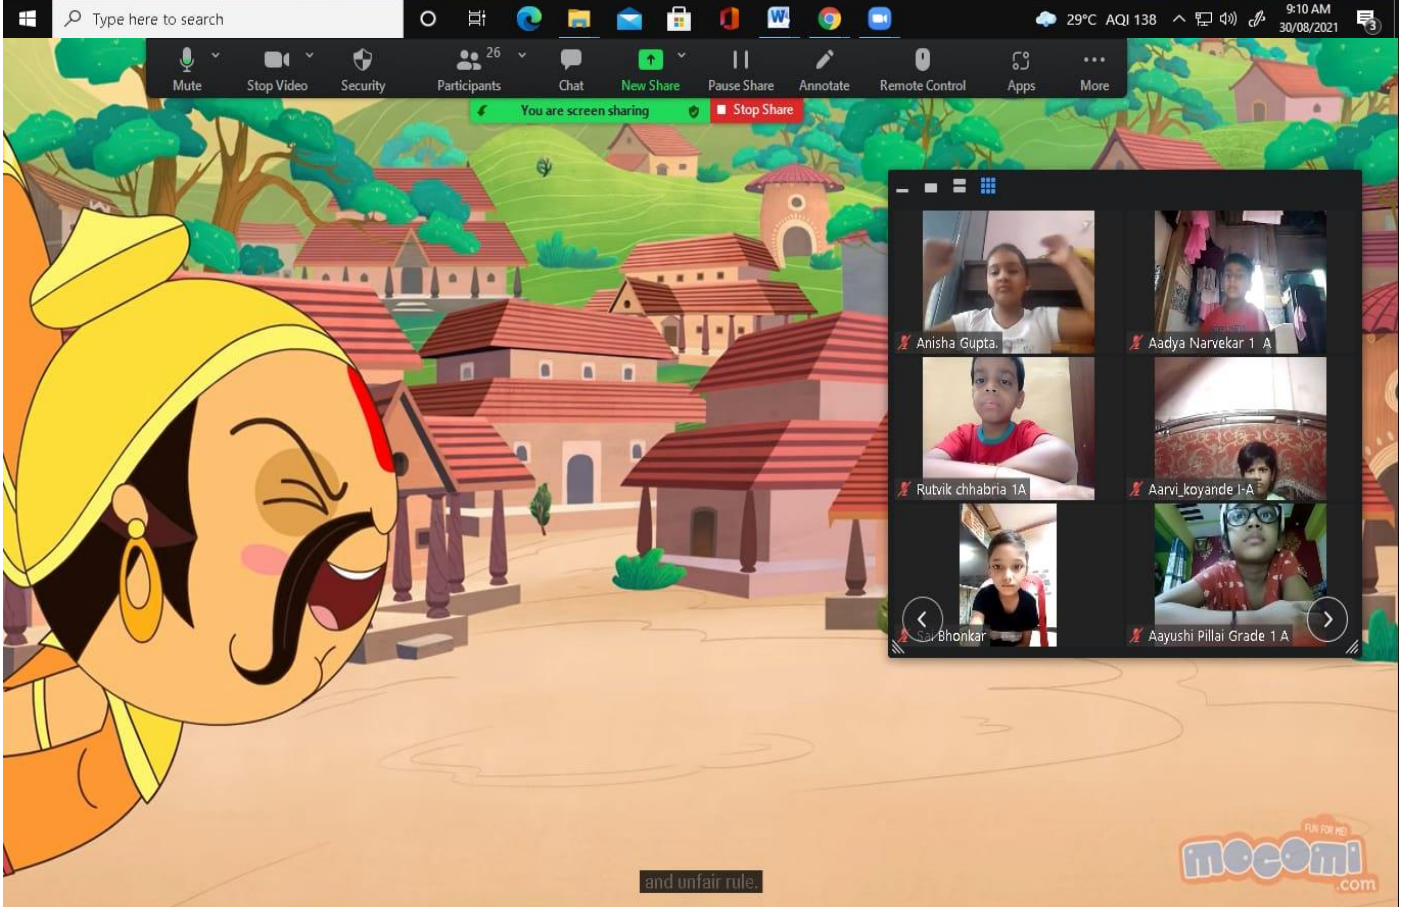 Type here to search
29°C AQI 138
9:10 AM
30/08/2021
3
Mute
Stop Video
Security
Participants
26
Chat
New Share
Pause Share
Annotate
Remote Control
Apps
More
You are screen sharing
Stop Share
Anisha Gupta.
Aadya Narvekar 1 A
Rutvik chhabria 1A
Aarvi_koyande I-A
Sai Bhonkar
Aayushi Pillai Grade 1 A
and unfair rule.
FUN FOR ME!
mocomi
.com